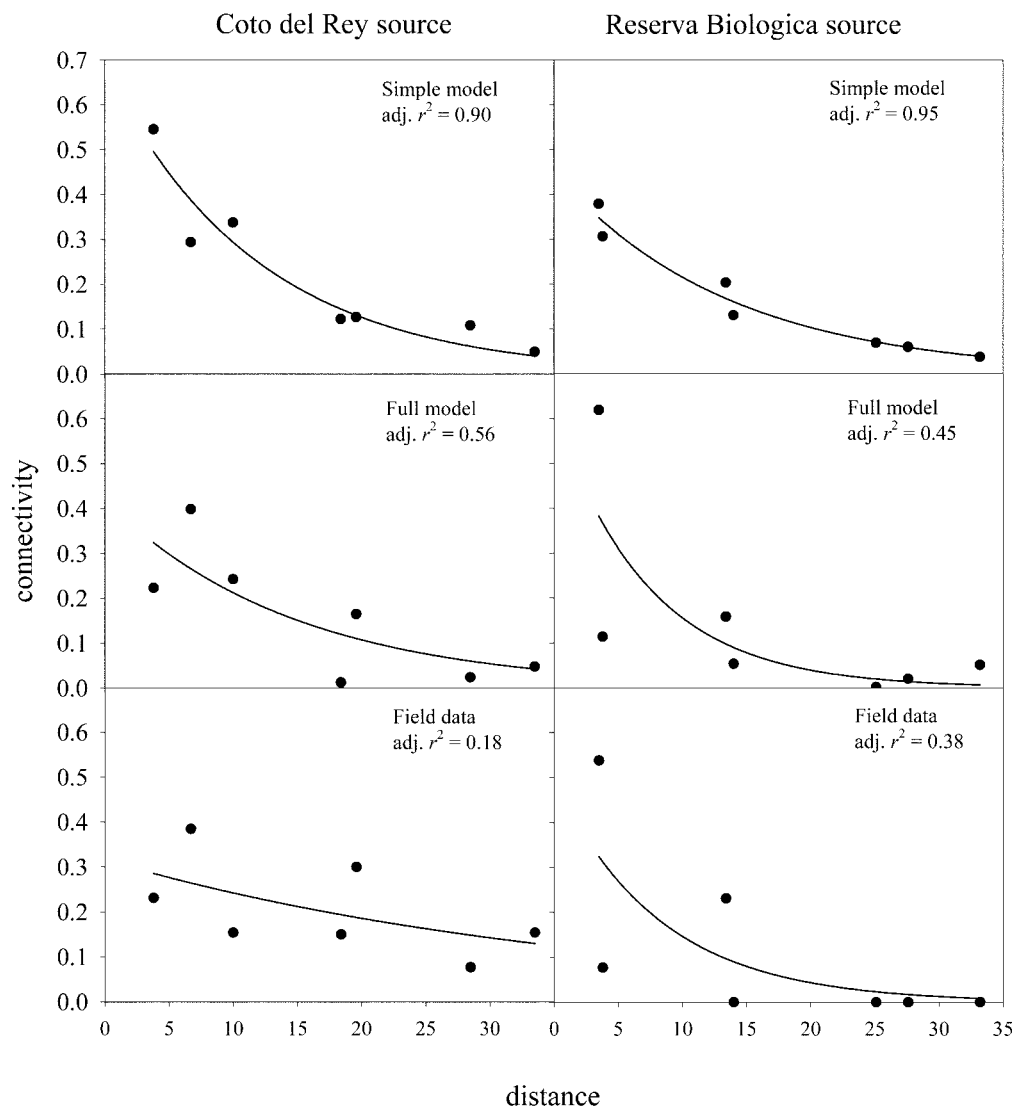 Coto del Rey source
Reserva Biologica source
0.7
0.6
0.5
0.4
0.3
0.2
0.1
0.0
Simple model
adj. r² = 0.90
Simple model
adj. r² = 0.95
0.6
0.5
0.4
0.3
0.2
0.1
0.0
Full model
adj. r² = 0.56
Full model
adj. r² = 0.45
connectivity
0.6
0.5
0.4
0.3
0.2
0.1
0.0
Field data
adj. r² = 0.18
Field data
adj. r² = 0.38
0 5 10 15 20 25 30
5 10 15 20 25 30 35
distance